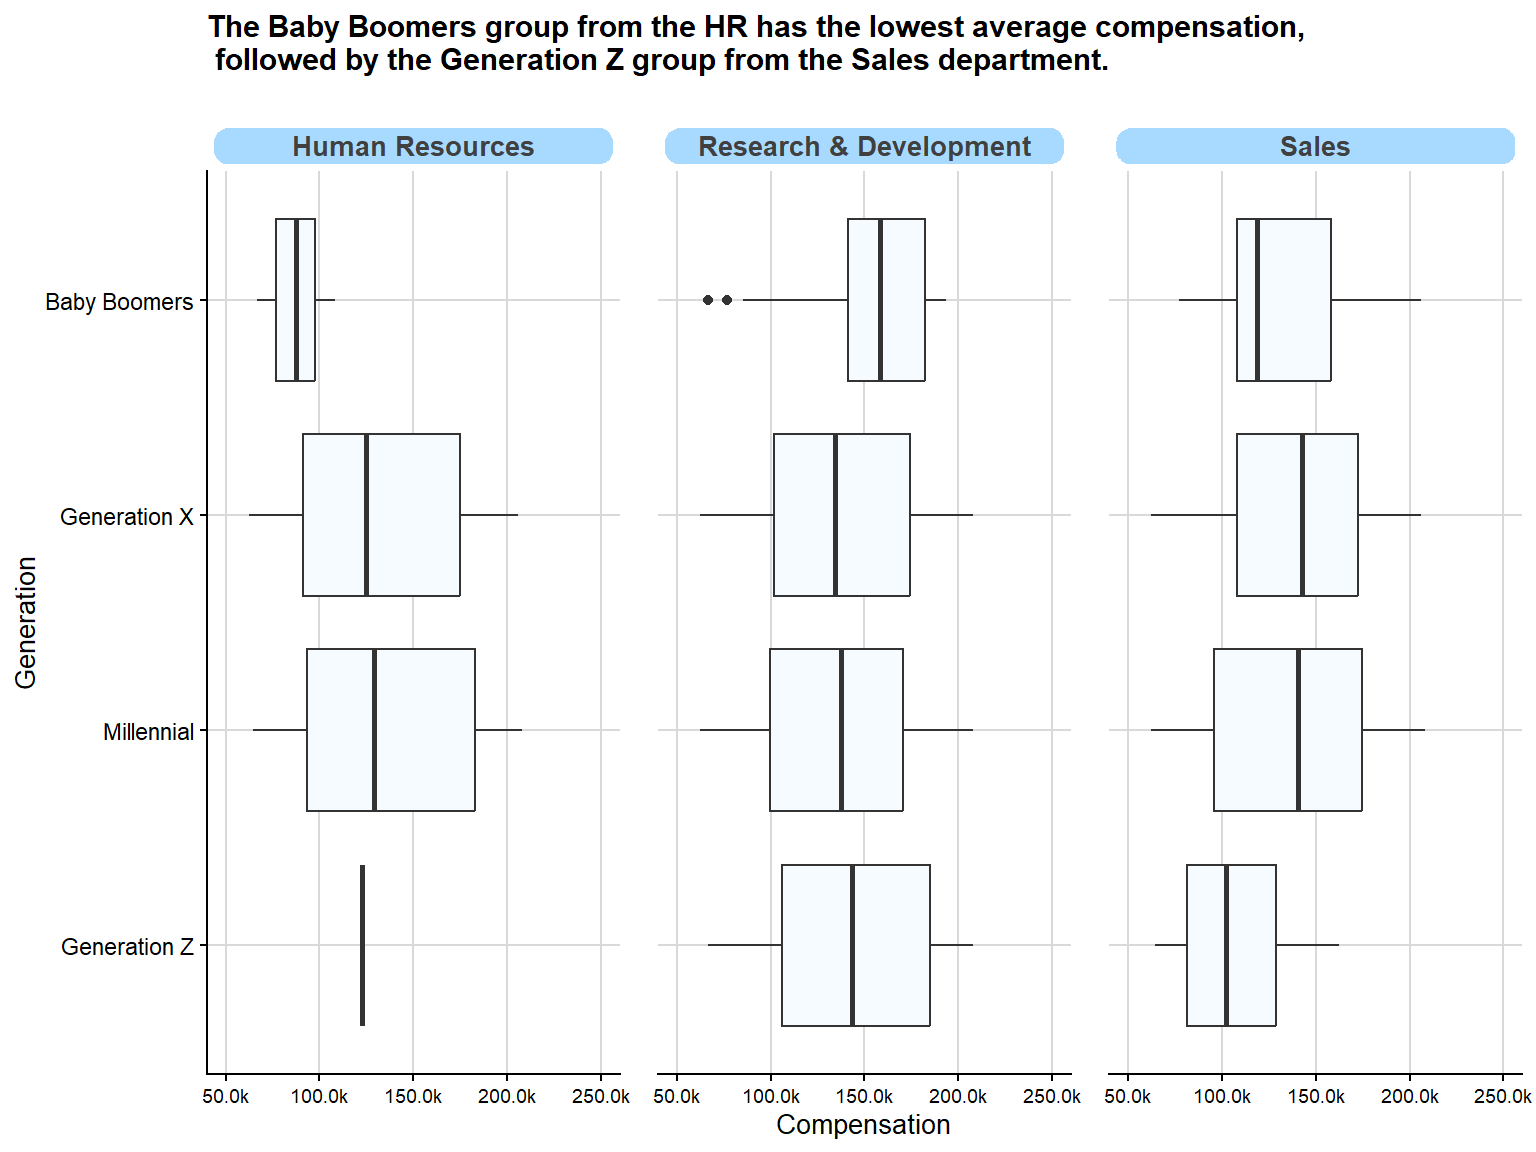 The Baby Boomers group from the HR has the lowest average compensation,
followed by the Generation Z group from the Sales department.
Human Resources
Research & Development
Sales
Generation
Baby Boomers
Generation X
Millennial
Generation Z
50.0k 100.0k 150.0k 200.0k 250.0k
50.0k 100.0k 150.0k 200.0k 250.0k
50.0k 100.0k 150.0k 200.0k 250.0k
Compensation